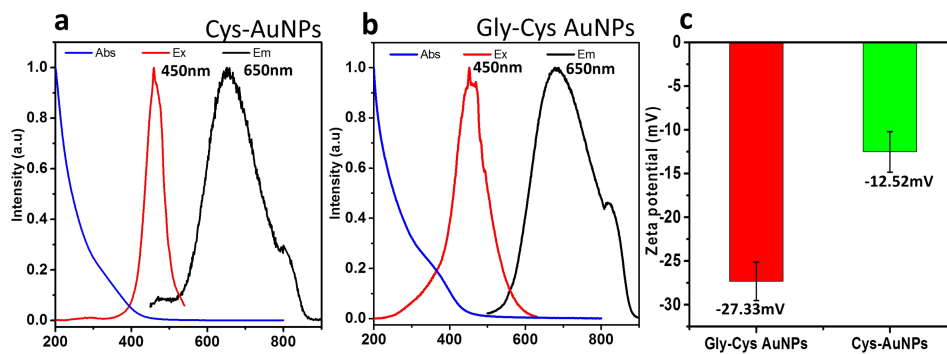 a
Cys-AuNPs
Abs
Ex
Em
450nm
650nm
Intensity (a.u)
1.0
0.8
0.6
0.4
0.2
0.0
200
400
600
800
b
Gly-Cys AuNPs
Abs
Ex
Em
450nm
650nm
Intensity (a.u)
1.0
0.8
0.6
0.4
0.2
0.0
200
400
600
800
c
Zeta potential (mV)
0
-5
-10
-15
-20
-25
-30
-12.52mV
-27.33mV
Gly-Cys AuNPs
Cys-AuNPs